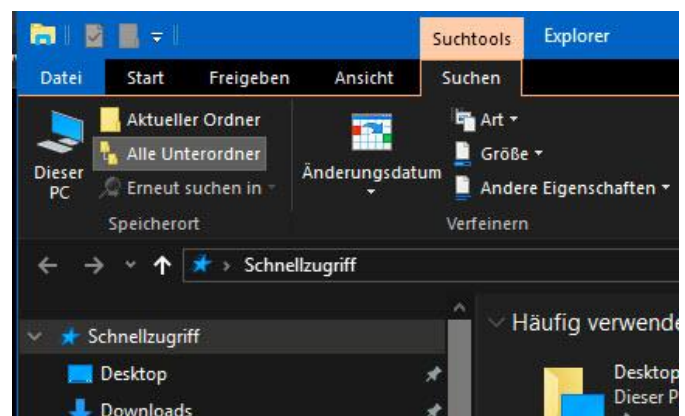 Suchtools
Explorer
Datei
Start
Freigeben
Ansicht
Suchen
Dieser
PC
Aktueller Ordner
Alle Unterordner
Erneut suchen in
Speicherort
Änderungsdatum
Art
Größe
Andere Eigenschaften
Verfeinern
Schnellzugriff
Schnellzugriff
Desktop
Downloads
Häufig verwende
Desktop
Dieser P